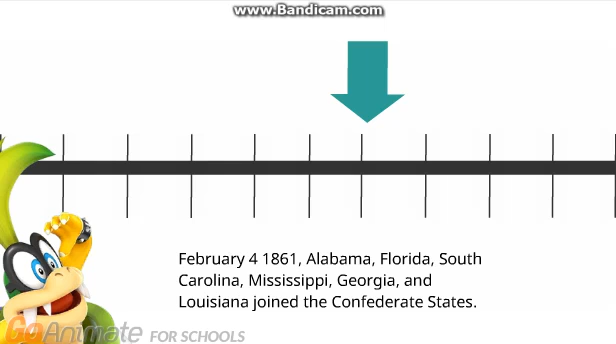 www.Bandicam.com
February 4 1861, Alabama, Florida, South
Carolina, Mississippi, Georgia, and
Louisiana joined the Confederate States.
GoAnimate FOR SCHOOLS